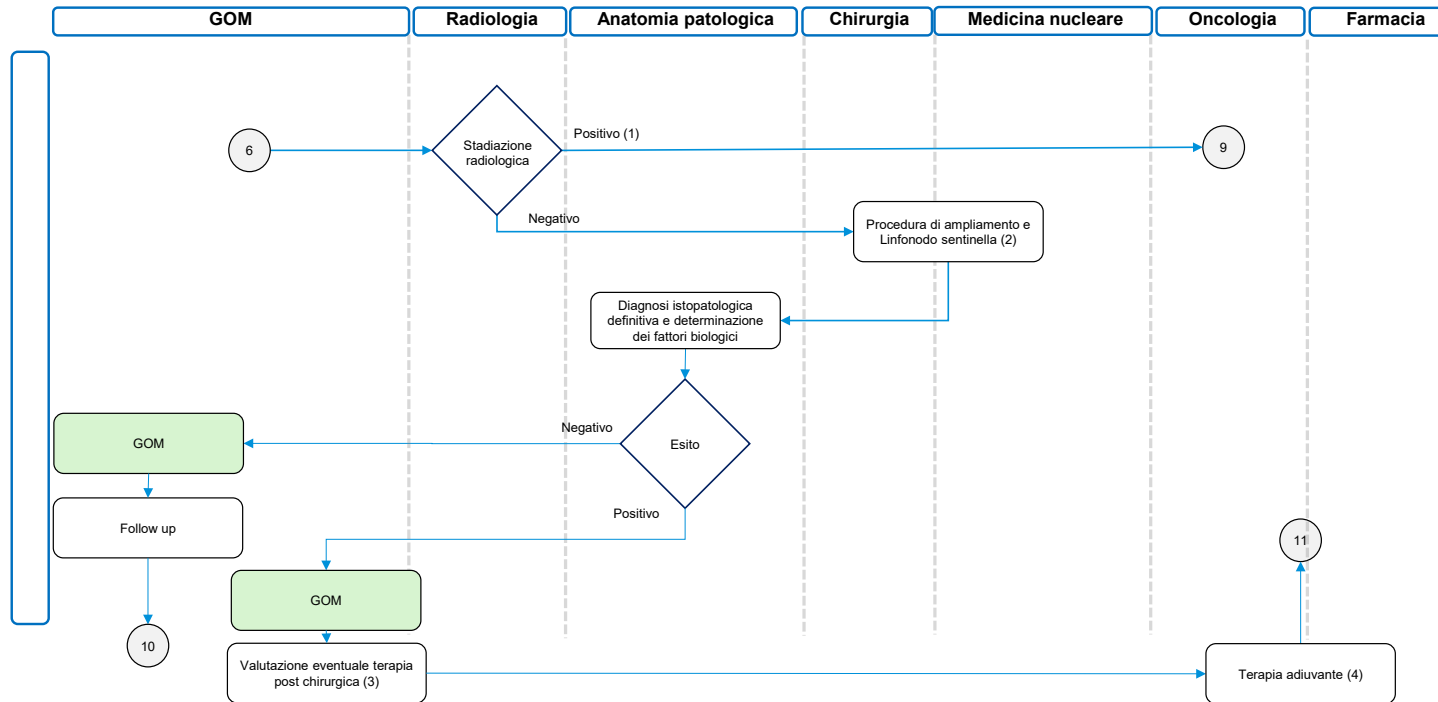 GOM
Radiologia
Anatomia patologica
Chirurgia
Medicina nucleare
Oncologia
Farmacia
6
Stadiazione
radiologica
Positivo (1)
9
Negativo
Procedura di ampliamento e
Linfonodo sentinella (2)
Diagnosi istopatologica
definitiva e determinazione
dei fattori biologici
Esito
Negativo
GOM
Follow up
10
Positivo
GOM
Valutazione eventuale terapia
post chirurgica (3)
Terapia adiuvante (4)
11